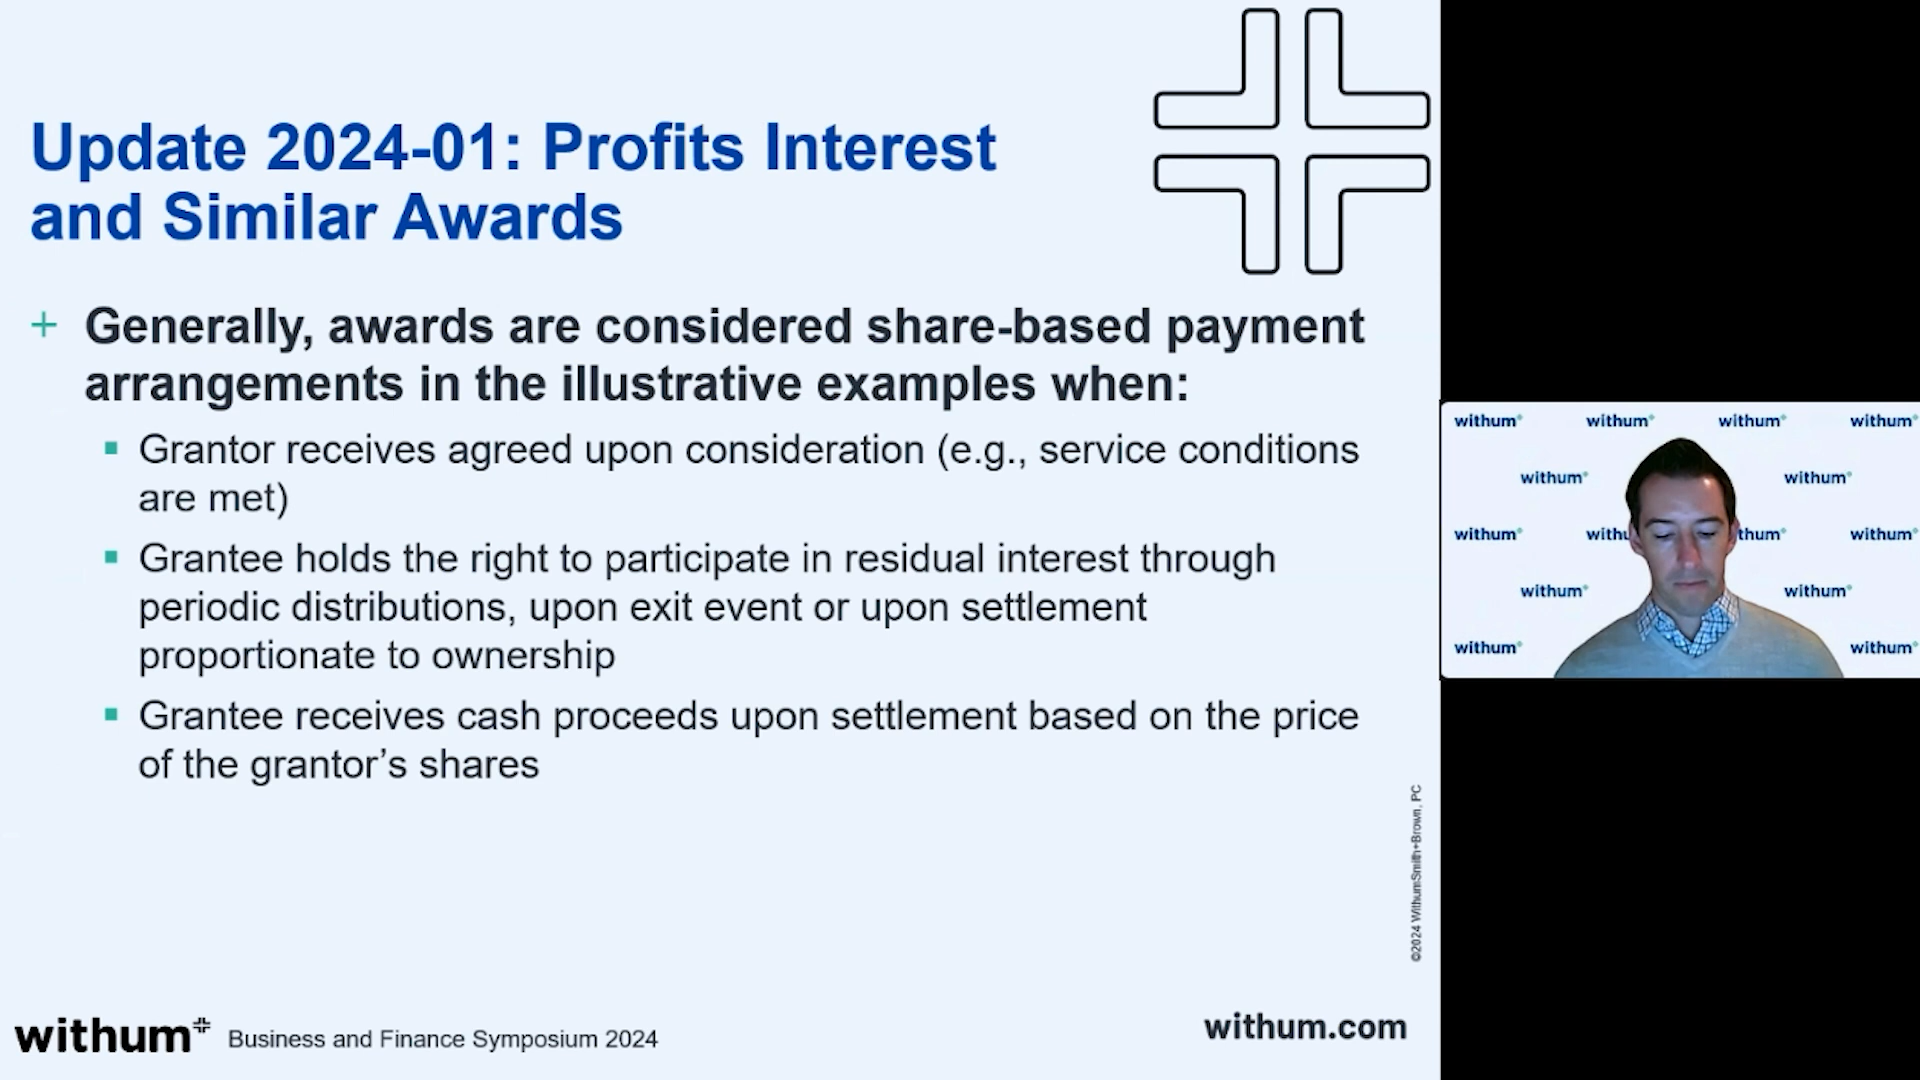 Update 2024-01: Profits Interest
and Similar Awards
+ Generally, awards are considered share-based payment
arrangements in the illustrative examples when:
▪ Grantor receives agreed upon consideration (e.g., service conditions
are met)
▪ Grantee holds the right to participate in residual interest through
periodic distributions, upon exit event or upon settlement
proportionate to ownership
▪ Grantee receives cash proceeds upon settlement based on the price
of the grantor's shares
©2024 WithumSmith+Brown, PC
withum
Business and Finance Symposium 2024
withum.com
withum withum withum withum
withum withum
withum withu thum withum
withum withum
withum withum